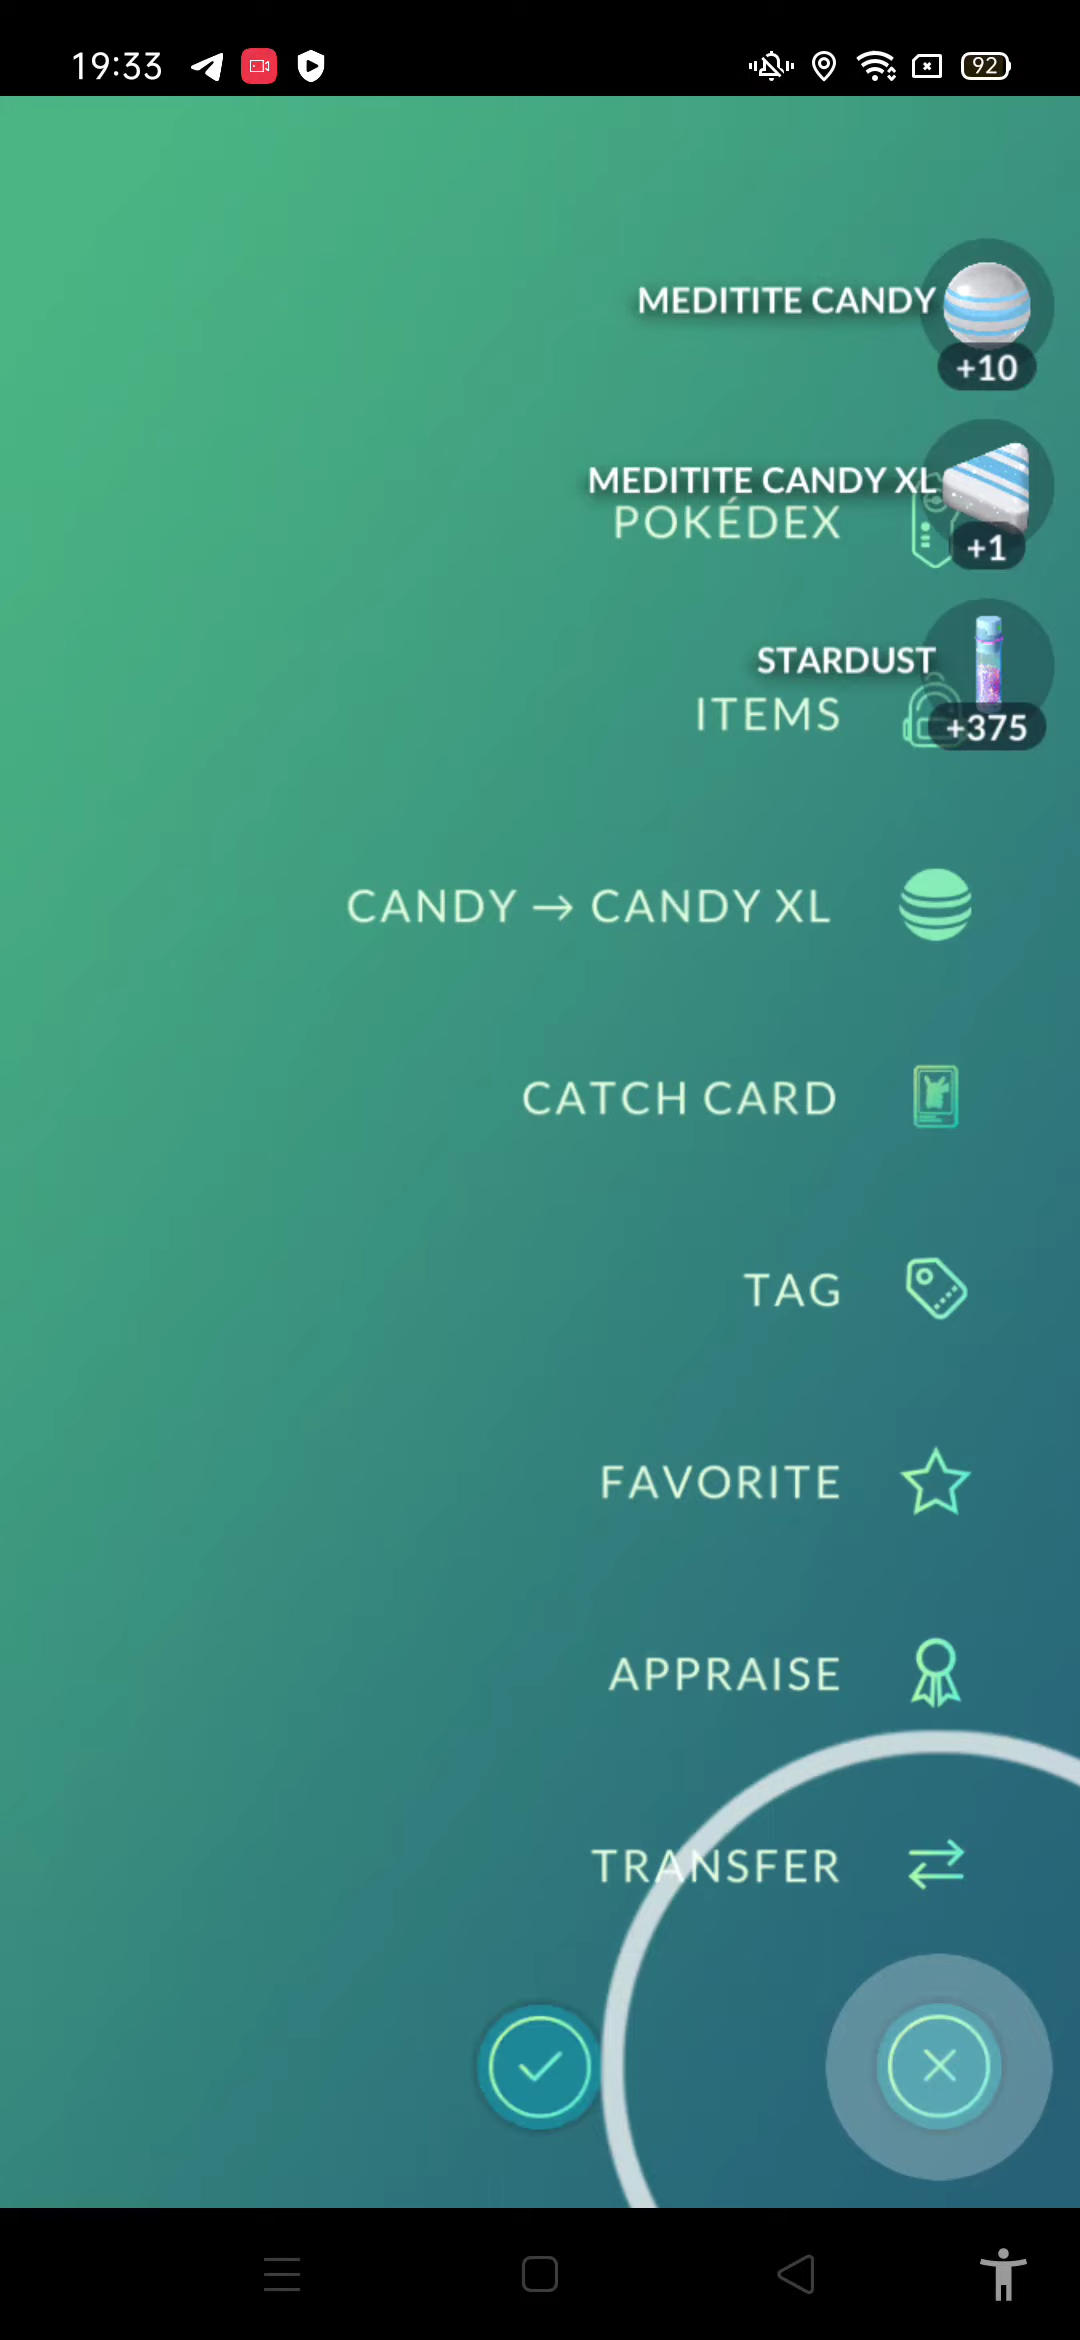 19:33
92
MEDITITE CANDY
+10
MEDITITE CANDY XL
POKÉDEX
+1
STARDUST
ITEMS
+375
CANDY → CANDY XL
CATCH CARD
TAG
FAVORITE
APPRAISE
TRANSFER